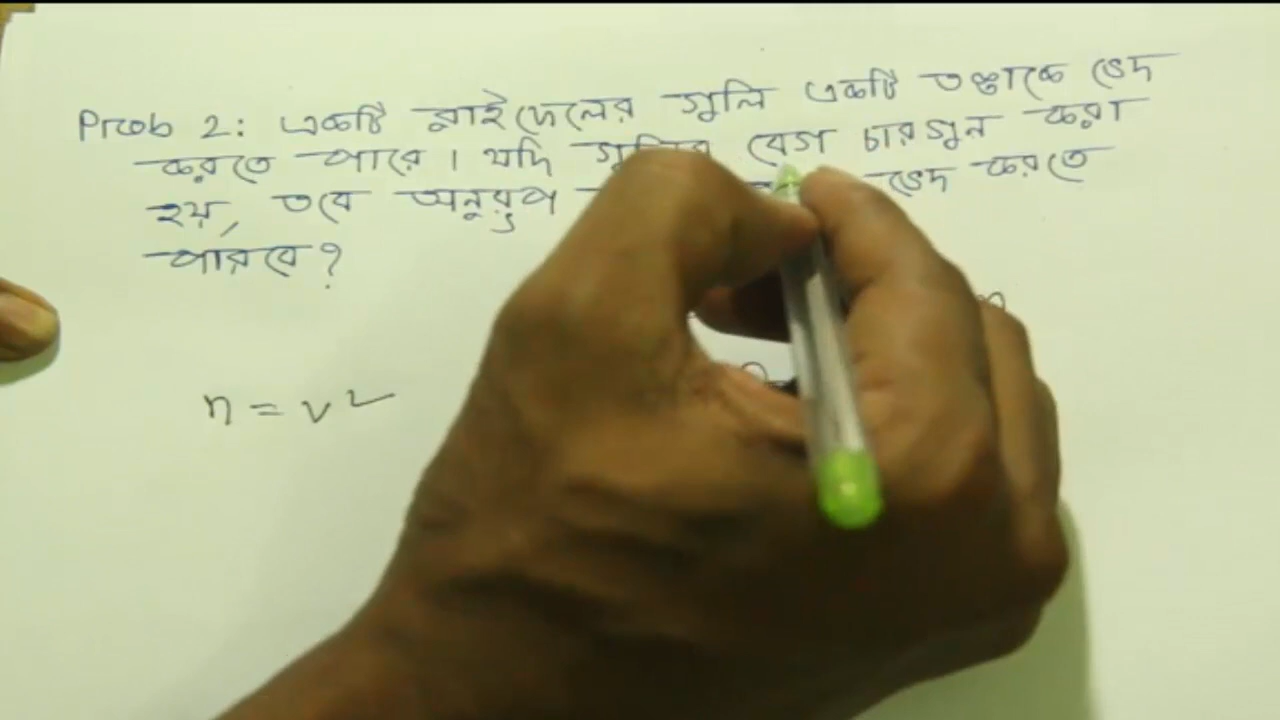 Prob 2: একটি রাইফেলের গুলি একটি তক্তাকে ভেদ
করতে পারে । যদি গুলির বেগ চারগুন করা
হয়, তবে অনুরুপ ভেদ করতে
পারবে?
n = v²